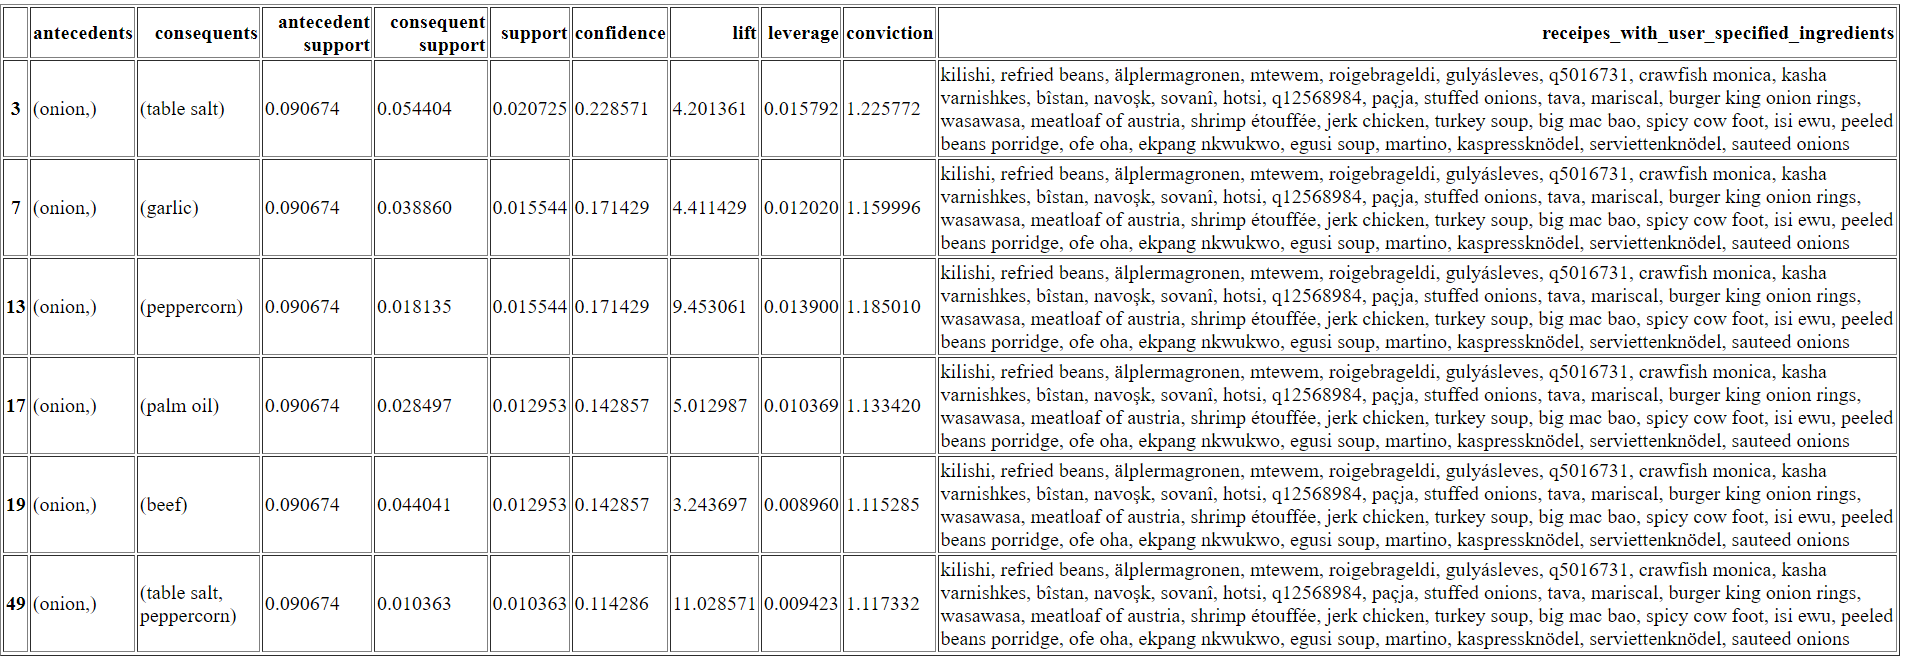 antecedents consequents antecedent support consequent support support confidence lift leverage conviction receipes_with_user_specified_ingredients
3 (onion,) (table salt) 0.090674 0.054404 0.020725 0.228571 4.201361 0.015792 1.225772 kilishi, refried beans, älplermagronen, mtewem, roigebrageldi, gulyásleves, q5016731, crawfish monica, kasha
varnishkes, bîstan, navoşk, sovanî, hotsi, q12568984, paçja, stuffed onions, tava, mariscal, burger king onion rings,
wasawasa, meatloaf of austria, shrimp étouffée, jerk chicken, turkey soup, big mac bao, spicy cow foot, isi ewu, peeled
beans porridge, ofe oha, ekpang nkwukwo, egusi soup, martino, kaspressknödel, serviettenknödel, sauteed onions
7 (onion,) (garlic) 0.090674 0.038860 0.015544 0.171429 4.411429 0.012020 1.159996 kilishi, refried beans, älplermagronen, mtewem, roigebrageldi, gulyásleves, q5016731, crawfish monica, kasha
varnishkes, bîstan, navoşk, sovanî, hotsi, q12568984, paçja, stuffed onions, tava, mariscal, burger king onion rings,
wasawasa, meatloaf of austria, shrimp étouffée, jerk chicken, turkey soup, big mac bao, spicy cow foot, isi ewu, peeled
beans porridge, ofe oha, ekpang nkwukwo, egusi soup, martino, kaspressknödel, serviettenknödel, sauteed onions
13 (onion,) (peppercorn) 0.090674 0.018135 0.015544 0.171429 9.453061 0.013900 1.185010 kilishi, refried beans, älplermagronen, mtewem, roigebrageldi, gulyásleves, q5016731, crawfish monica, kasha
varnishkes, bîstan, navoşk, sovanî, hotsi, q12568984, paçja, stuffed onions, tava, mariscal, burger king onion rings,
wasawasa, meatloaf of austria, shrimp étouffée, jerk chicken, turkey soup, big mac bao, spicy cow foot, isi ewu, peeled
beans porridge, ofe oha, ekpang nkwukwo, egusi soup, martino, kaspressknödel, serviettenknödel, sauteed onions
17 (onion,) (palm oil) 0.090674 0.028497 0.012953 0.142857 5.012987 0.010369 1.133420 kilishi, refried beans, älplermagronen, mtewem, roigebrageldi, gulyásleves, q5016731, crawfish monica, kasha
varnishkes, bîstan, navoşk, sovanî, hotsi, q12568984, paçja, stuffed onions, tava, mariscal, burger king onion rings,
wasawasa, meatloaf of austria, shrimp étouffée, jerk chicken, turkey soup, big mac bao, spicy cow foot, isi ewu, peeled
beans porridge, ofe oha, ekpang nkwukwo, egusi soup, martino, kaspressknödel, serviettenknödel, sauteed onions
19 (onion,) (beef) 0.090674 0.044041 0.012953 0.142857 3.243697 0.008960 1.115285 kilishi, refried beans, älplermagronen, mtewem, roigebrageldi, gulyásleves, q5016731, crawfish monica, kasha
varnishkes, bîstan, navoşk, sovanî, hotsi, q12568984, paçja, stuffed onions, tava, mariscal, burger king onion rings,
wasawasa, meatloaf of austria, shrimp étouffée, jerk chicken, turkey soup, big mac bao, spicy cow foot, isi ewu, peeled
beans porridge, ofe oha, ekpang nkwukwo, egusi soup, martino, kaspressknödel, serviettenknödel, sauteed onions
49 (onion,) (table salt, peppercorn) 0.090674 0.010363 0.010363 0.114286 11.028571 0.009423 1.117332 kilishi, refried beans, älplermagronen, mtewem, roigebrageldi, gulyásleves, q5016731, crawfish monica, kasha
varnishkes, bîstan, navoşk, sovanî, hotsi, q12568984, paçja, stuffed onions, tava, mariscal, burger king onion rings,
wasawasa, meatloaf of austria, shrimp étouffée, jerk chicken, turkey soup, big mac bao, spicy cow foot, isi ewu, peeled
beans porridge, ofe oha, ekpang nkwukwo, egusi soup, martino, kaspressknödel, serviettenknödel, sauteed onions